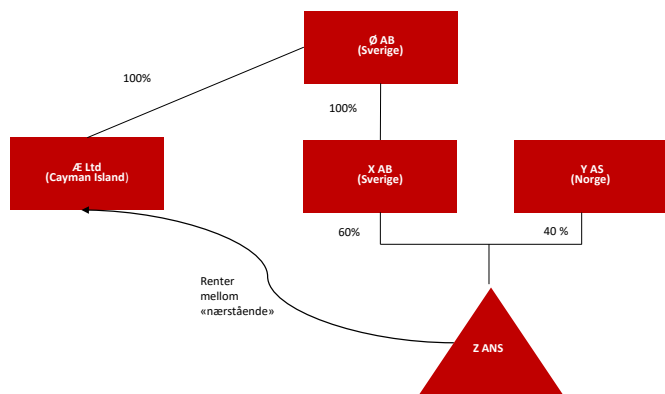 Ø AB
(Sverige)
100%
100%
Æ Ltd
(Cayman Island)
X AB
(Sverige)
Y AS
(Norge)
60%
40 %
Renter
mellom
«nærstående»
Z ANS